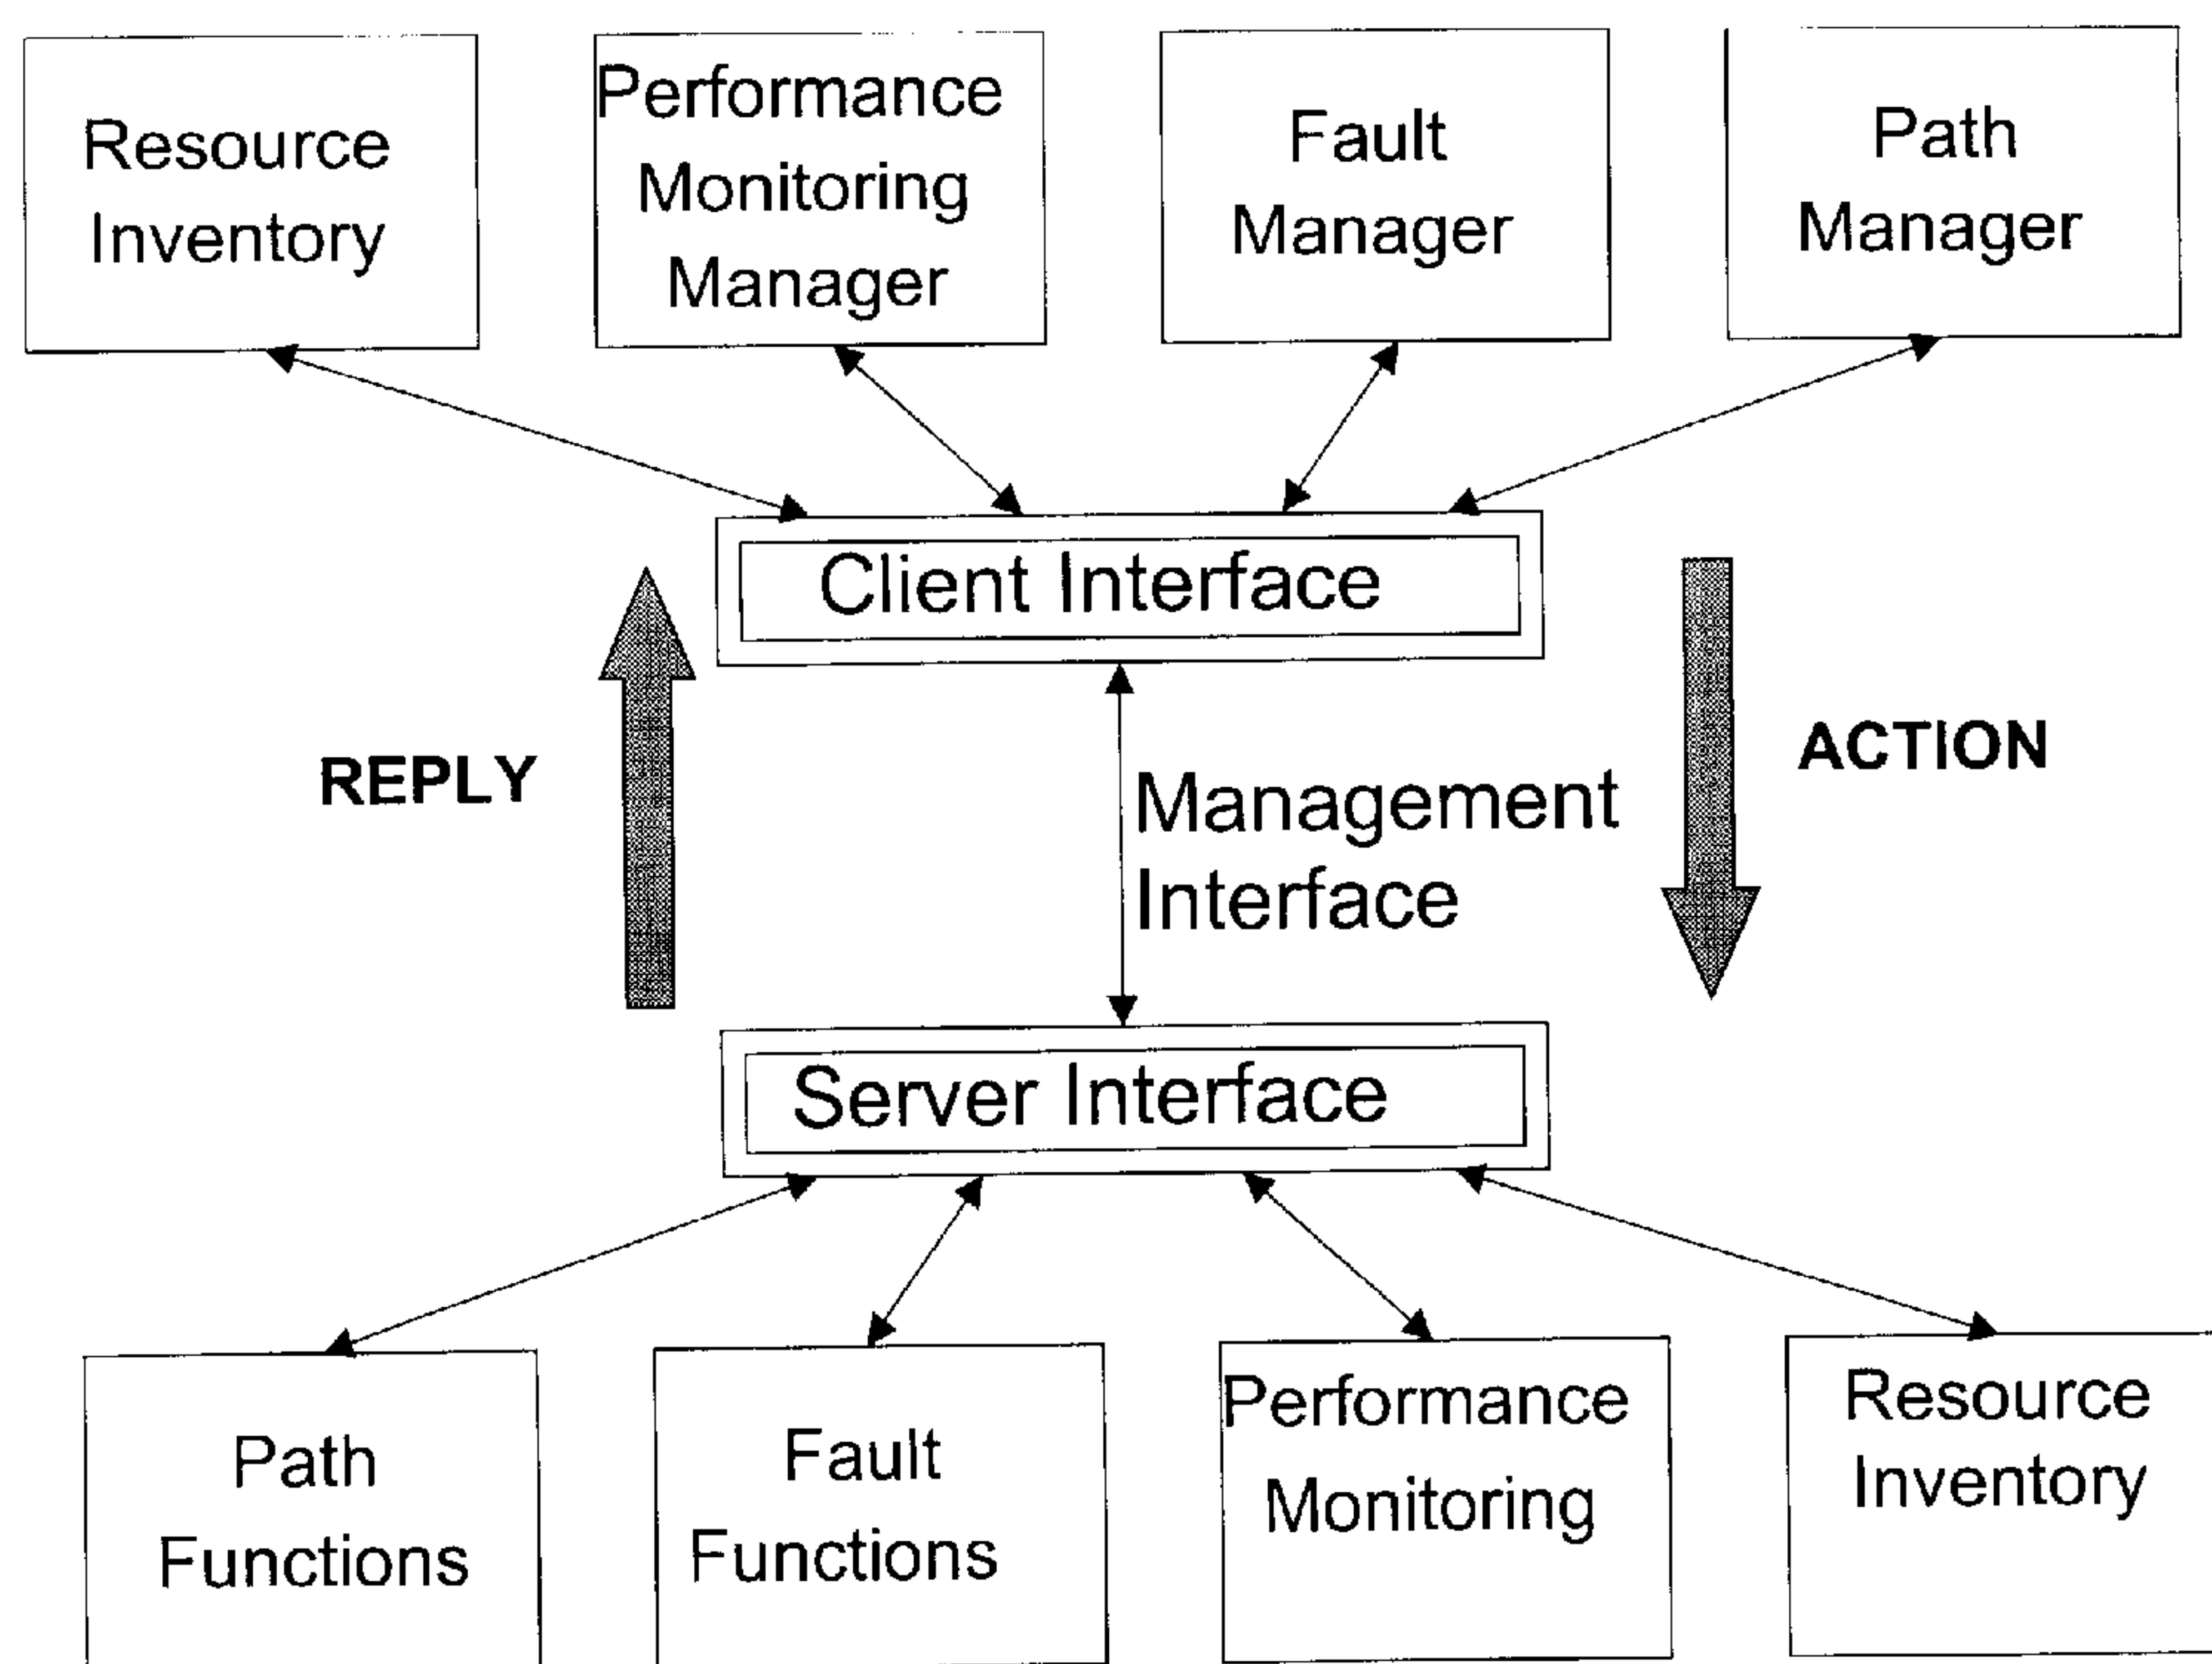 Resource
Inventory
Performance
Monitoring
Manager
Fault
Manager
Path
Manager
Client Interface
REPLY
Management
Interface
ACTION
Server Interface
Path
Functions
Fault
Functions
Performance
Monitoring
Resource
Inventory